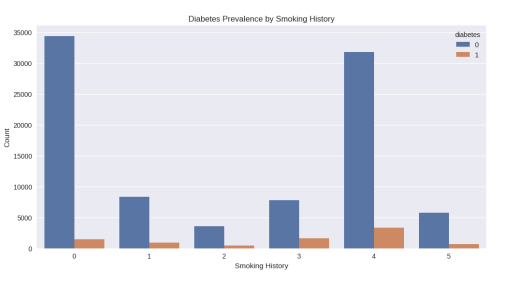 Diabetes Prevalence by Smoking History
diabetes
0
1
35000
30000
25000
20000
15000
10000
5000
0
Count
0 1 2 3 4 5
Smoking History